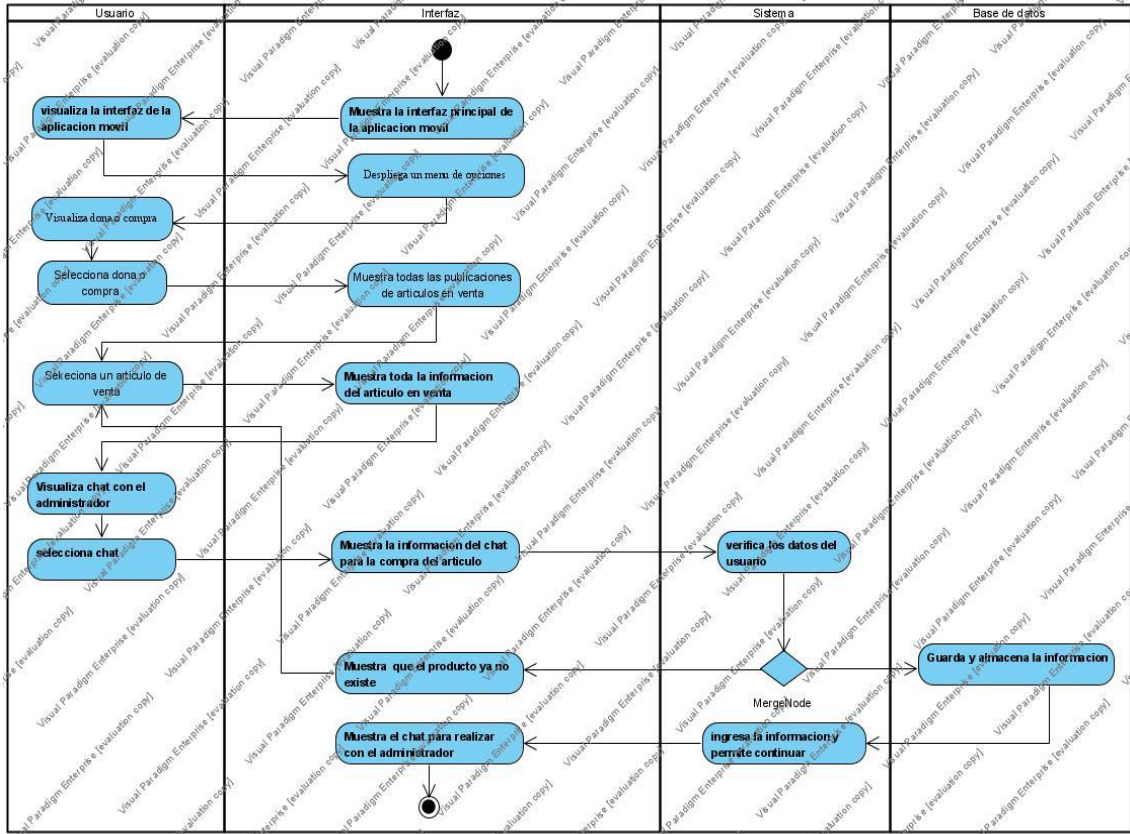 Usuario
Interfaz
Sistema
Base de datos
visualiza la interfaz de la
aplicacion movil
Muestra la interfaz principal de
la aplicacion movil
Despliega un menu de opciones
Visualiza dona o compra
Selecciona dona o
compra
Muestra todas las publicaciones
de articulos en venta
Sekeciona un articulo de
venta
Muestra toda la informacion
del articulo en venta
Visualiza chat con el
administrador
selecciona chat
Muestra la informacion del chat
para la compra del articulo
verifica los datos del
usuario
Muestra que el producto ya no
existe
MergeNode
Guarda y almacena la informacion
Muestra el chat para realizar
con el administrador
ingresa la informacion y
permite continuar
Visual Paradigm Enterprise [evaluation copy]